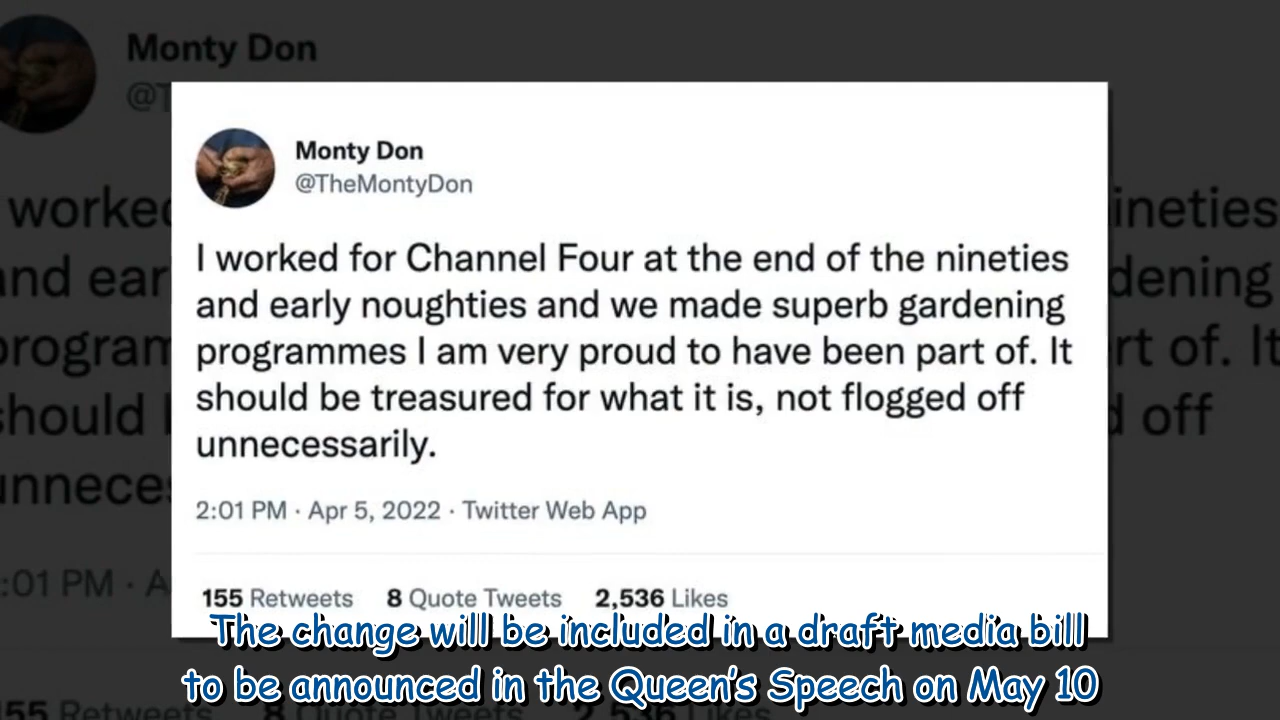 Monty Don
@T
Monty Don
@TheMontyDon
I worked for Channel Four at the end of the nineties
and early noughties and we made superb gardening
programmes I am very proud to have been part of. It
should be treasured for what it is, not flogged off
unnecessarily.
2:01 PM · Apr 5, 2022 · Twitter Web App
155 Retweets 8 Quote Tweets 2,536 Likes
The change will be included in a draft media bill
to be announced in the Queen's Speech on May 10